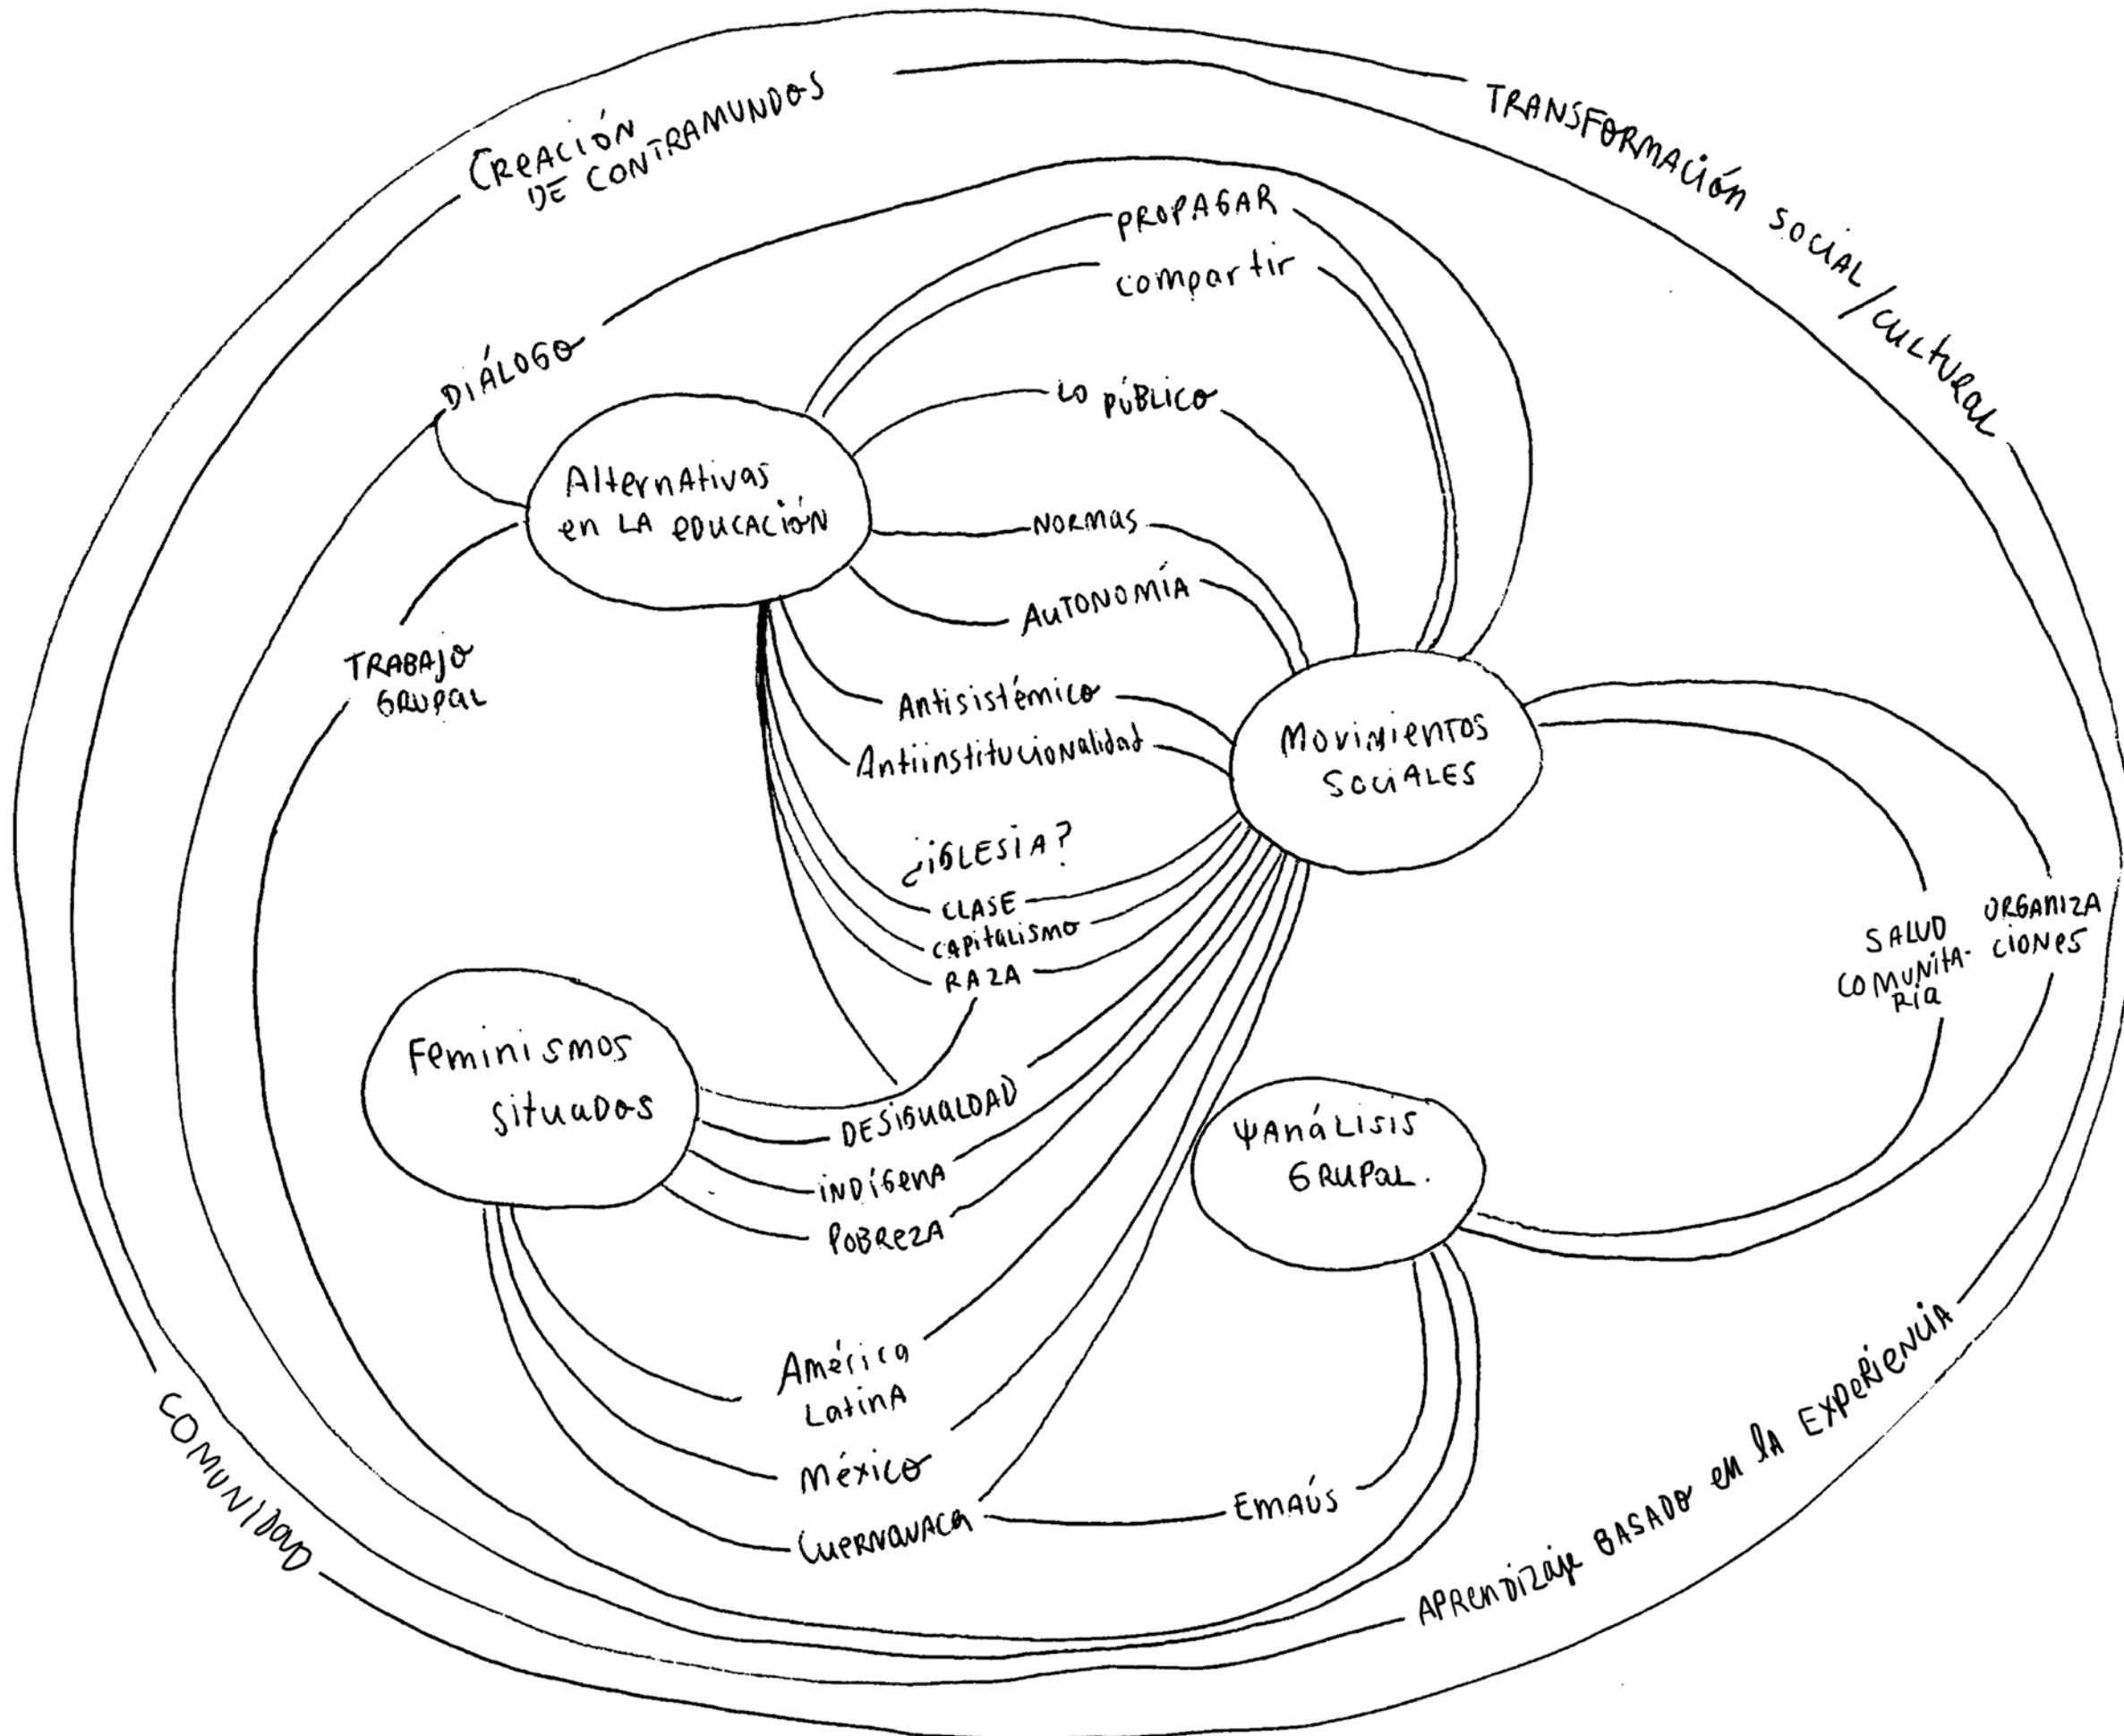 CREACIÓN
DE CONTRAMUNDOS
TRANSFORMACIÓN SOCIAL/CULTURAL
PROPAGAR
compartir
DIÁLOGO
LO PÚBLICO
Alternativas
en LA EDUCACIÓN
NORMAS
AUTONOMÍA
TRABAJO
GRUPAL
Antisistémico
Antiinstitucionalidad
MOVIMIENTOS
SOCIALES
¿iGLESIA?
CLASE
CAPITALISMO
RAZA
SALUD
COMUNITA-
RIA
ORGANIZA
CIONES
Feminismos
situados
DESIGUALDAD
INDÍGENA
POBREZA
ΨANÁLISIS
GRUPAL.
América
Latina
México
CUERNAVACA
EMAÚS
COMUNIDAD
APRENDIZAJE BASADO en LA EXPERIENCIA